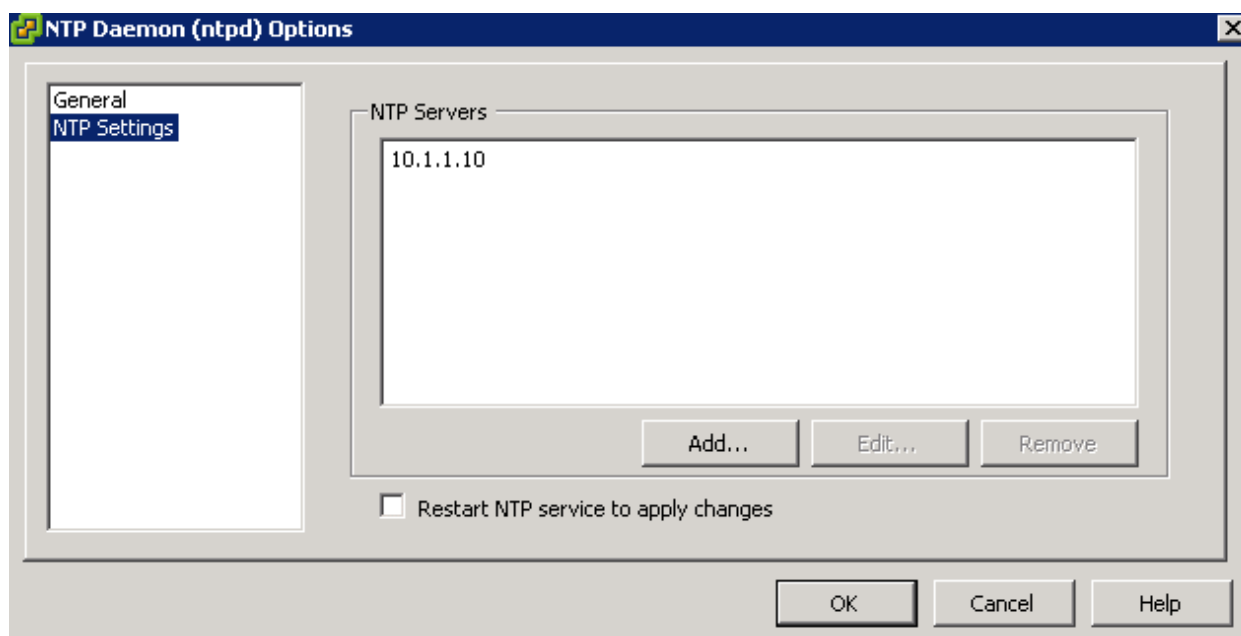 NTP Daemon (ntpd) Options
General
NTP Settings
NTP Servers
10.1.1.10
Add...
Edit...
Remove
Restart NTP service to apply changes
OK
Cancel
Help